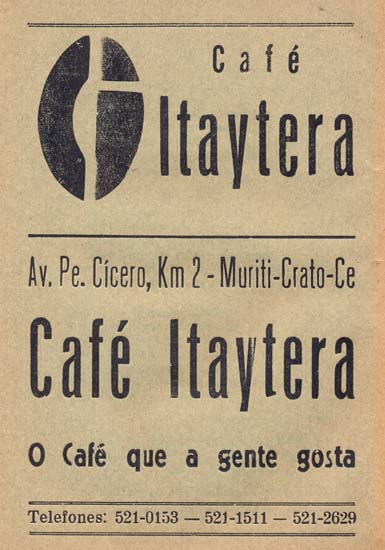 Café
Itaytera
Av. Pe. Cícero, Km 2 - Muriti-Crato-Ce
Café Itaytera
O Café que a gente gosta
Telefones: 521-0153 — 521-1511 — 521-2629